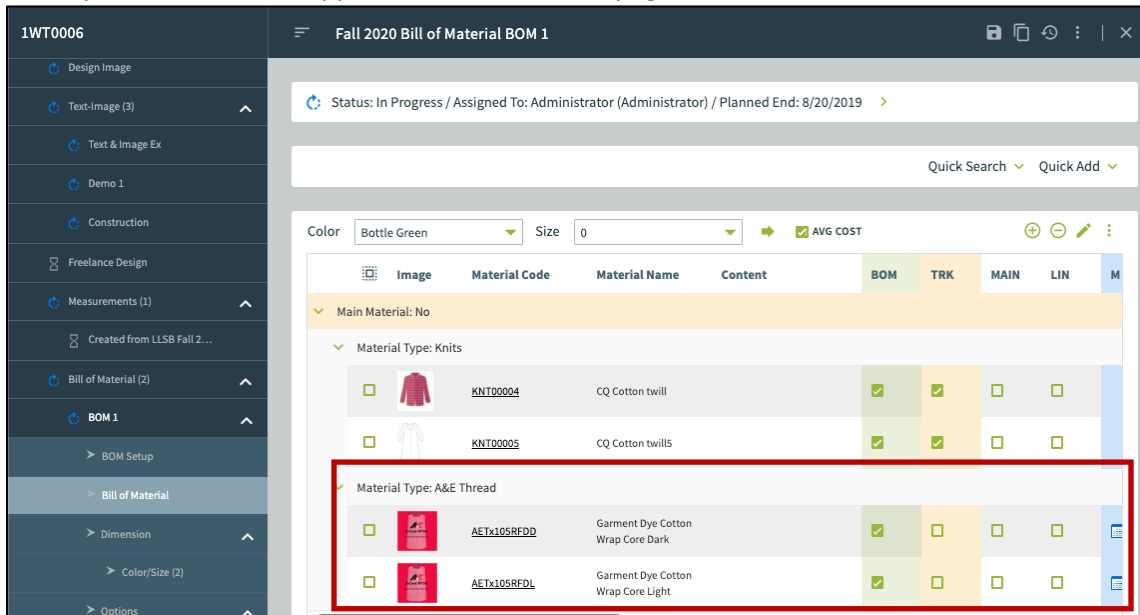 1WT0006
Fall 2020 Bill of Material BOM 1
Design Image
Text-Image (3)
Text & Image Ex
Demo 1
Construction
Freelance Design
Measurements (1)
Created from LLSB Fall 2...
Bill of Material (2)
BOM 1
BOM Setup
Bill of Material
Dimension
Color/Size (2)
Options
Status: In Progress / Assigned To: Administrator (Administrator) / Planned End: 8/20/2019
Quick Search Quick Add
Color Bottle Green Size 0 AVG COST
Image Material Code Material Name Content BOM TRK MAIN LIN M
Main Material: No
Material Type: Knits
KNT00004 CQ Cotton twill
KNT00005 CQ Cotton twill5
Material Type: A&E Thread
AETx105RFDD Garment Dye Cotton
Wrap Core Dark
AETx105RFDL Garment Dye Cotton
Wrap Core Light